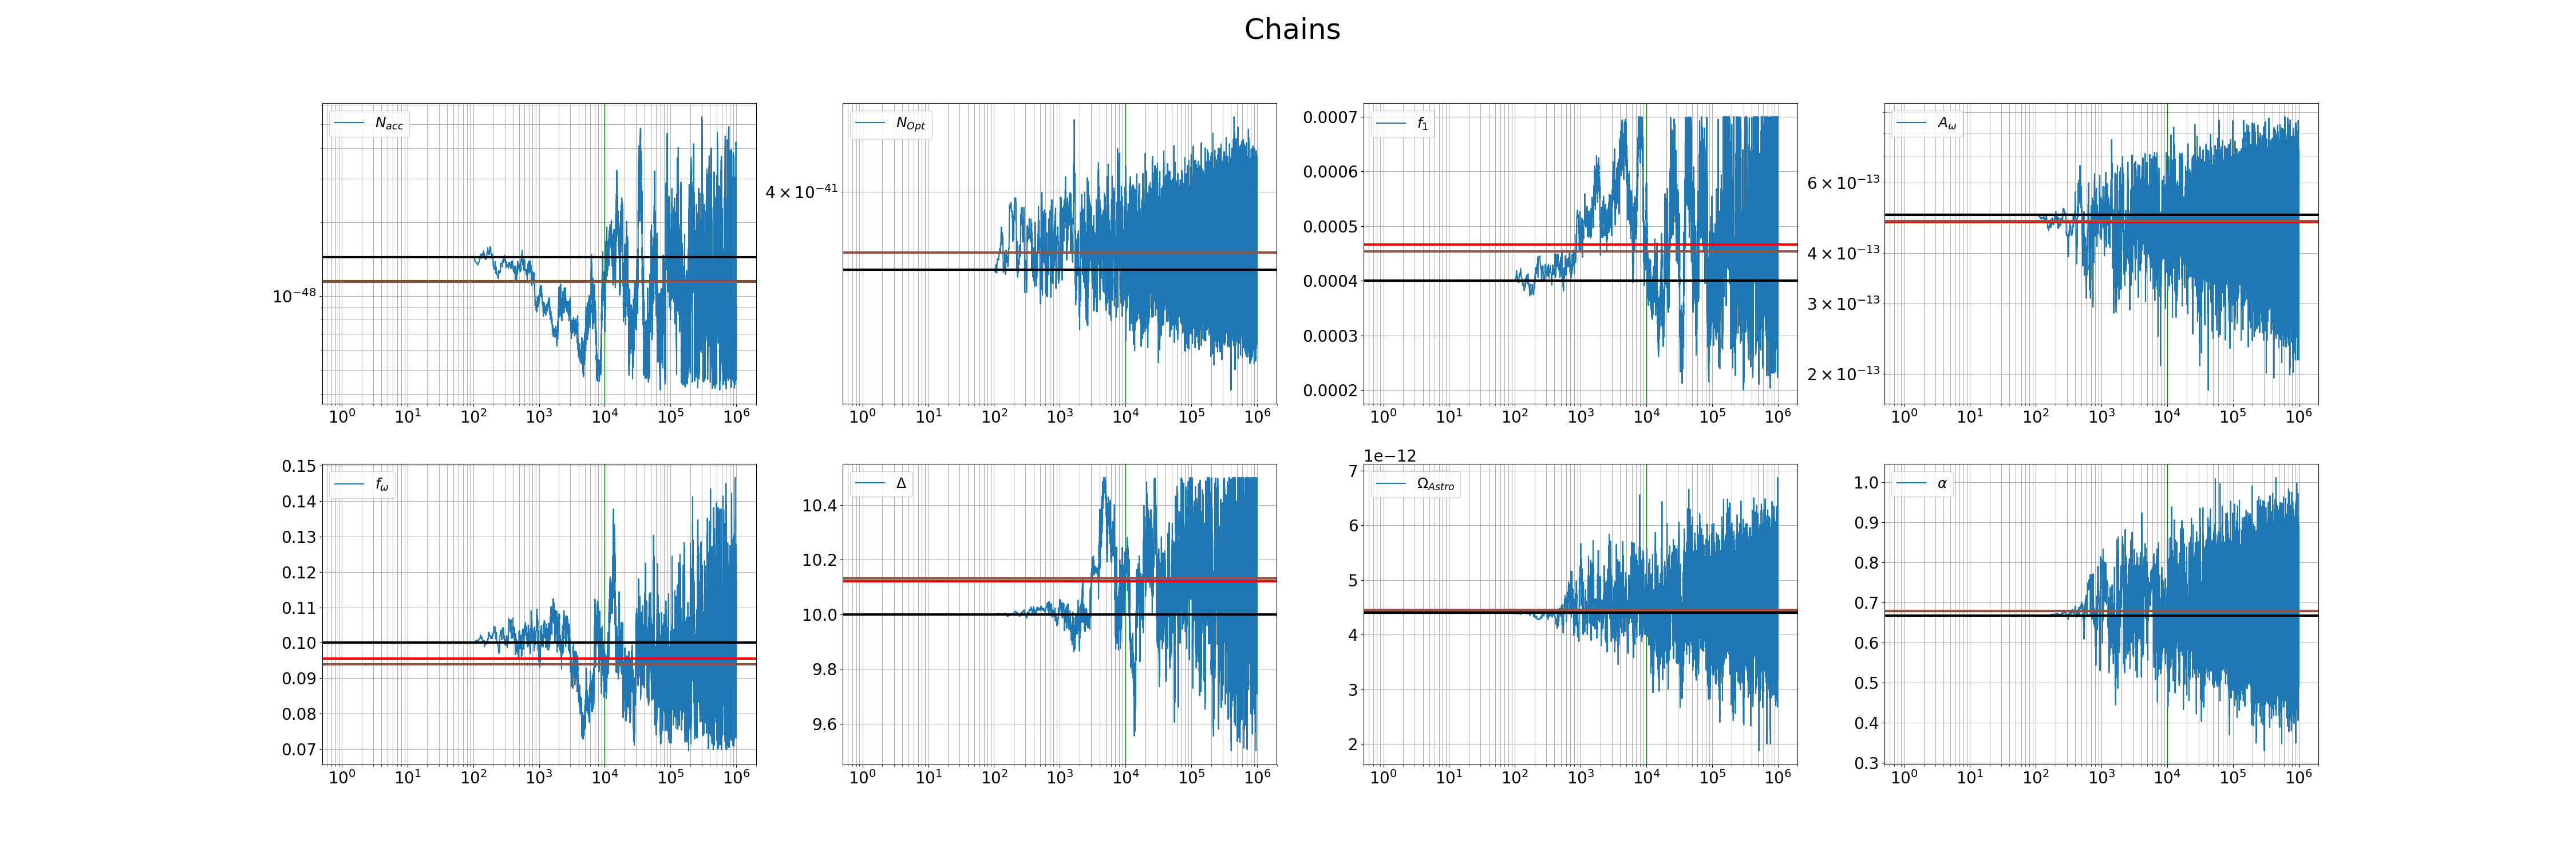 Chains
N_acc
10^-48
10^0 10^1 10^2 10^3 10^4 10^5 10^6
N_Opt
4 × 10^-41
10^0 10^1 10^2 10^3 10^4 10^5 10^6
f_1
0.0007
0.0006
0.0005
0.0004
0.0003
0.0002
10^0 10^1 10^2 10^3 10^4 10^5 10^6
A_ω
6 × 10^-13
4 × 10^-13
3 × 10^-13
2 × 10^-13
10^0 10^1 10^2 10^3 10^4 10^5 10^6
f_ω
0.15
0.14
0.13
0.12
0.11
0.10
0.09
0.08
0.07
10^0 10^1 10^2 10^3 10^4 10^5 10^6
Δ
10.4
10.2
10.0
9.8
9.6
10^0 10^1 10^2 10^3 10^4 10^5 10^6
1e−12
Ω_Astro
7
6
5
4
3
2
10^0 10^1 10^2 10^3 10^4 10^5 10^6
α
1.0
0.9
0.8
0.7
0.6
0.5
0.4
0.3
10^0 10^1 10^2 10^3 10^4 10^5 10^6